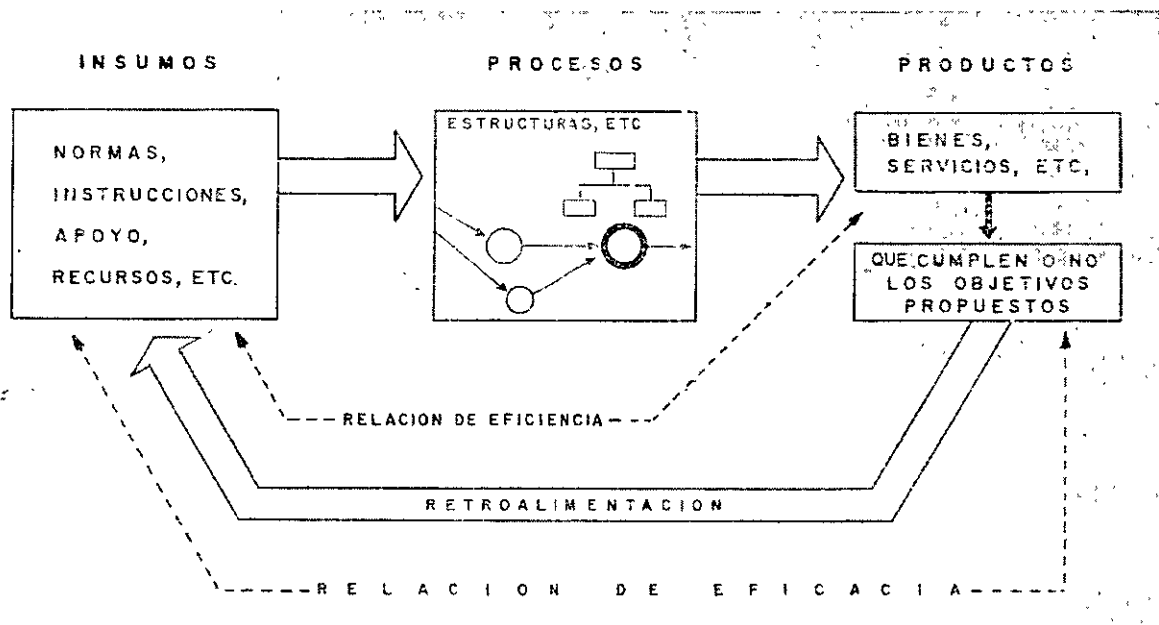 INSUMOS
PROCESOS
PRODUCTOS
NORMAS,
INSTRUCCIONES,
APOYO,
RECURSOS, ETC.
ESTRUCTURAS, ETC
BIENES,
SERVICIOS, ETC,
QUE CUMPLEN O NO
LOS OBJETIVOS
PROPUESTOS
RELACION DE EFICIENCIA
RETROALIMENTACION
RELACION DE EFICACIA